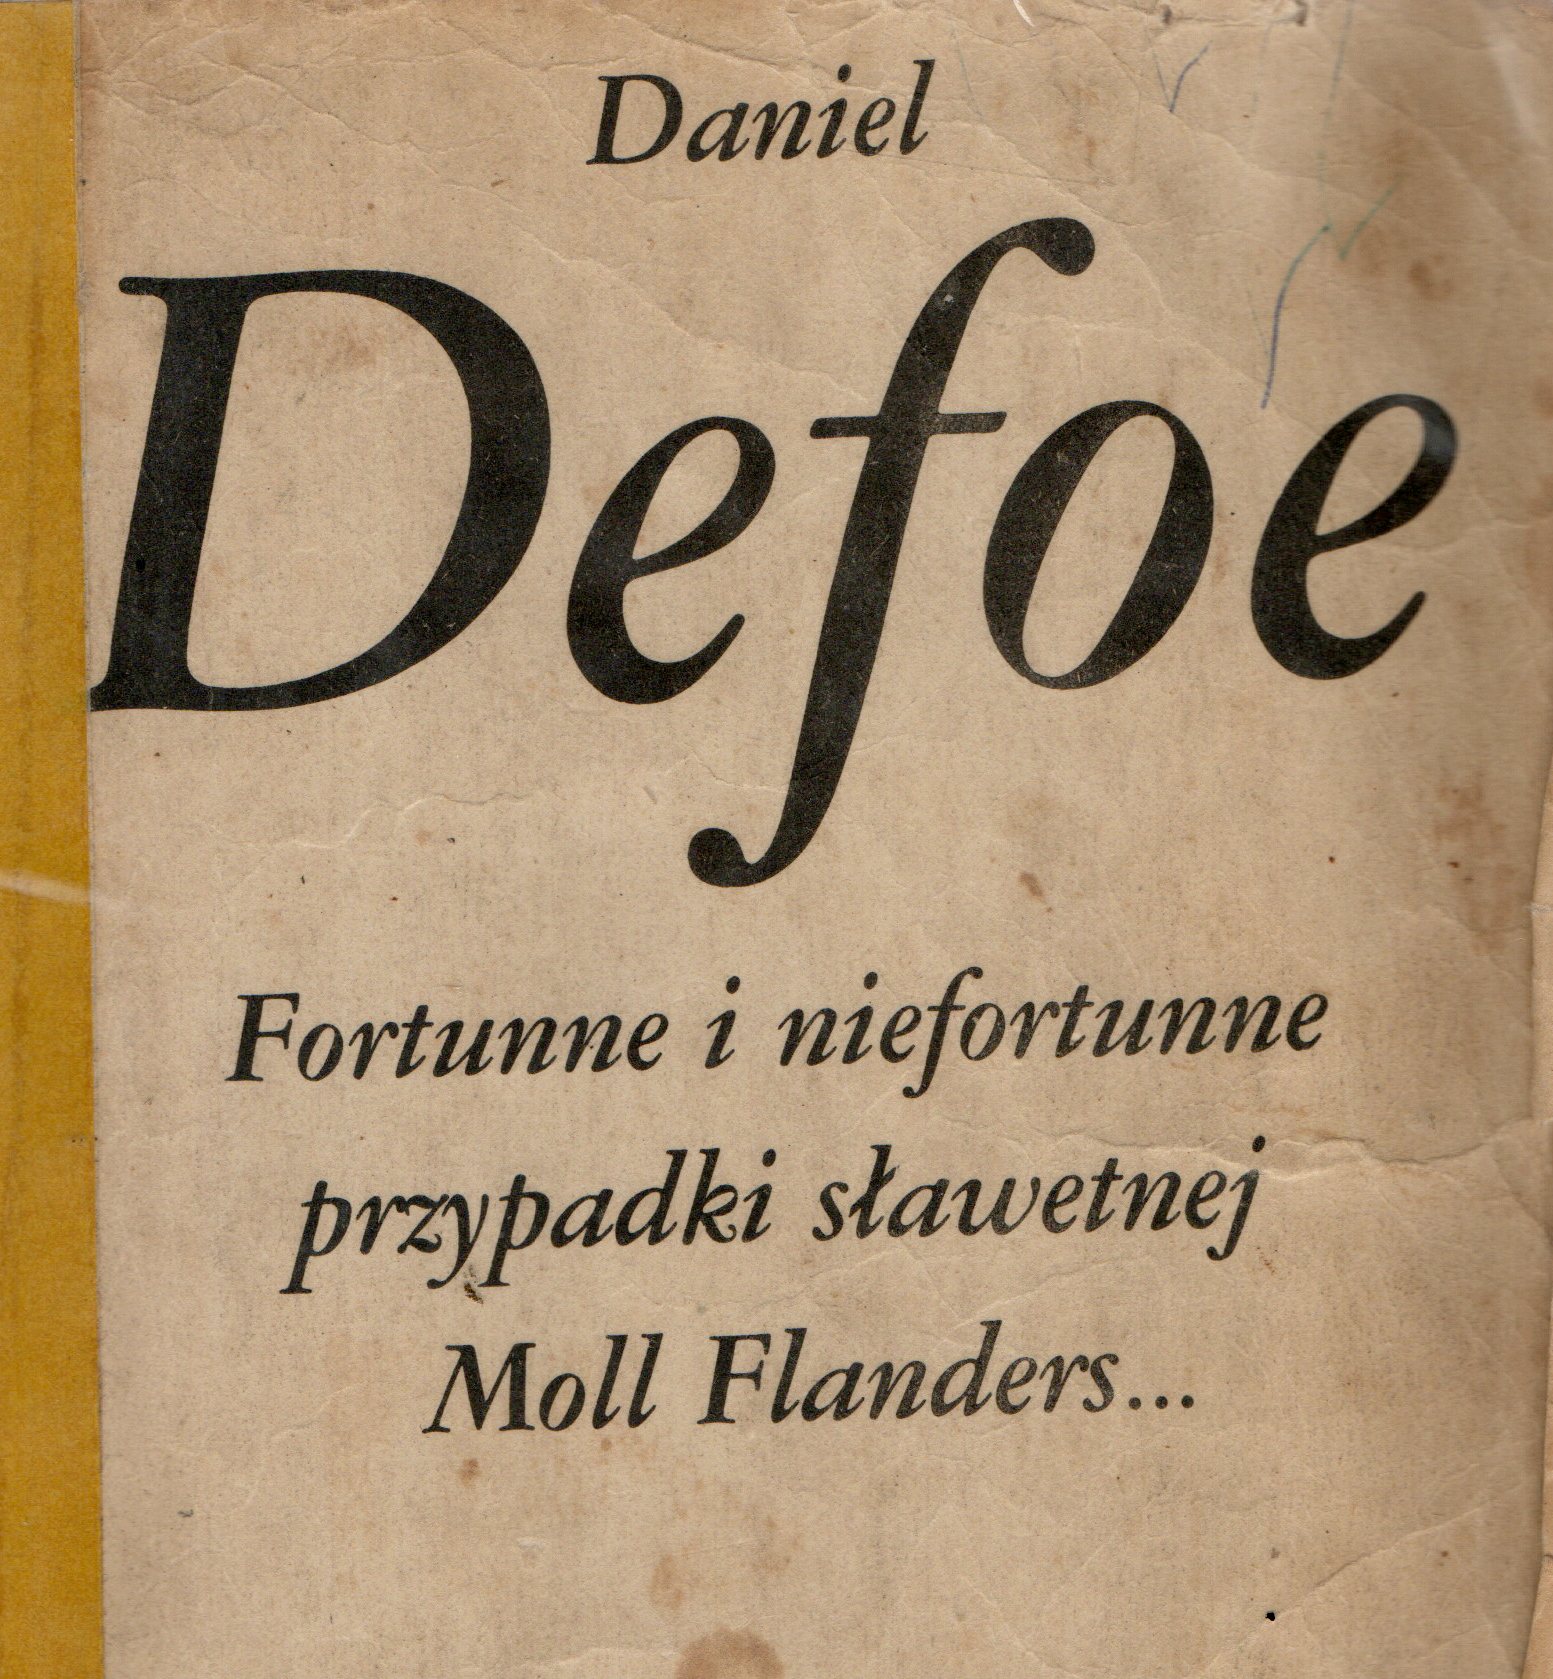 Daniel
Defoe
Fortunne i niefortunne
przypadki sławetnej
Moll Flanders...